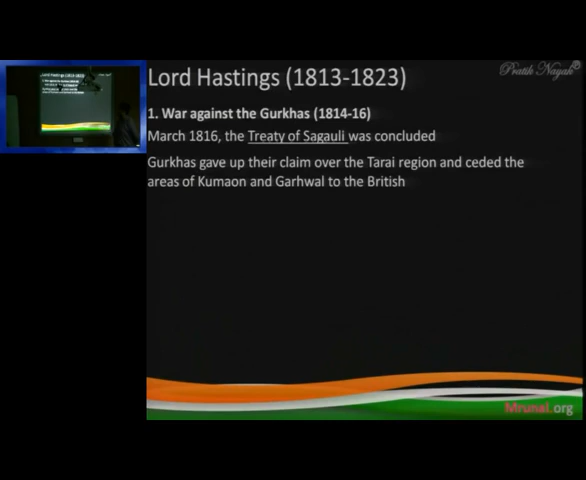 Lord Hastings (1813-1823)
Pratik Nayak
1. War against the Gurkhas (1814-16)
March 1816, the Treaty of Sagauli was concluded
Gurkhas gave up their claim over the Tarai region and ceded the
areas of Kumaon and Garhwal to the British
Mrunal.org